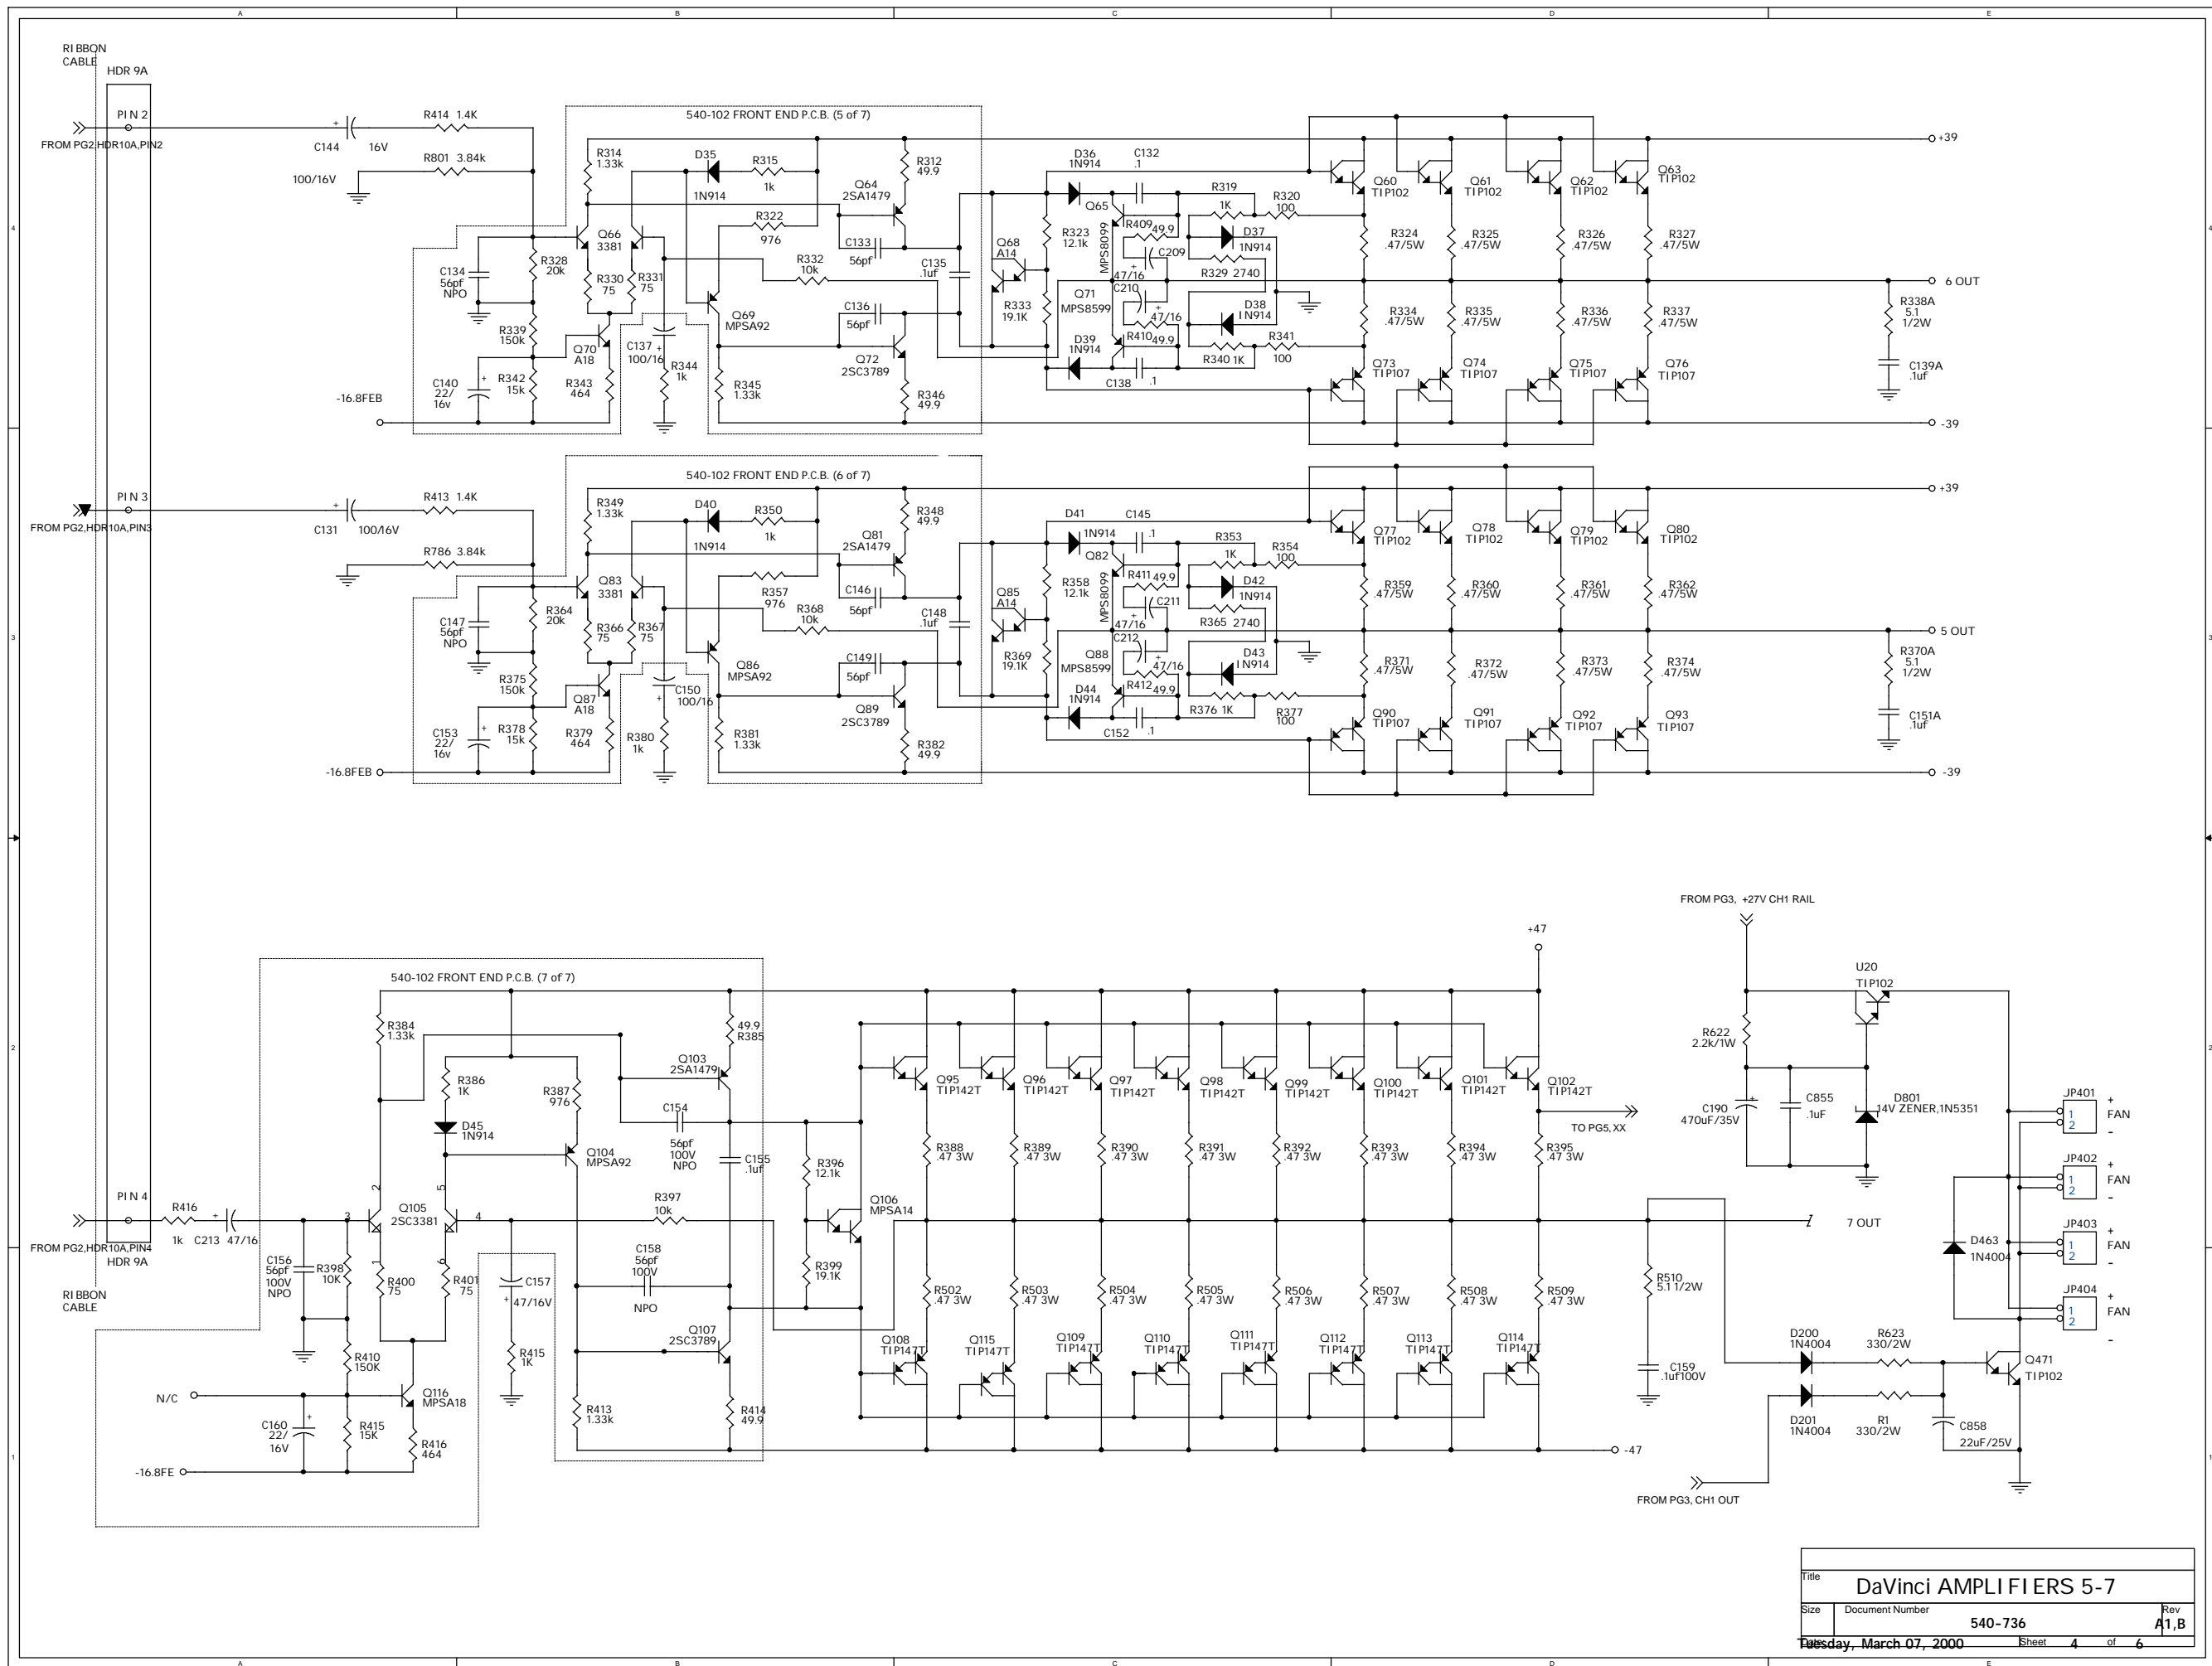 A
B
C
D
E
RIBBON
CABLE
HDR 9A
PIN 2
FROM PG2,HDR10A,PIN2
C144
16V
100/16V
R414 1.4K
R801 3.84k
540-102 FRONT END P.C.B. (5 of 7)
R314
1.33k
D35
1N914
R315
1k
R312
49.9
Q64
2SA1479
R322
976
Q66
3381
C133
56pf
C134
56pf
NPO
R328
20k
R330
75
R331
75
R332
10k
C135
.1uf
C136
56pf
Q69
MPSA92
R339
150k
Q70
A18
C137
100/16
R344
1k
Q72
2SC3789
C140
22/
16v
R342
15k
R343
464
R345
1.33k
R346
49.9
-16.8FEB
D36
1N914
C132
.1
Q65
MPS8099
R319
1K
R320
100
Q68
A14
R323
12.1k
R409
49.9
C209
47/16
D37
1N914
R329 2740
R333
19.1K
Q71
MPS8599
C210
47/16
D38
1N914
D39
1N914
R410
49.9
R340 1K
R341
100
C138
.1
Q60
TIP102
Q61
TIP102
Q62
TIP102
Q63
TIP102
R324
.47/5W
R325
.47/5W
R326
.47/5W
R327
.47/5W
R334
.47/5W
R335
.47/5W
R336
.47/5W
R337
.47/5W
Q73
TIP107
Q74
TIP107
Q75
TIP107
Q76
TIP107
+39
6 OUT
R338A
5.1
1/2W
C139A
.1uf
-39
4
4
PIN 3
FROM PG2,HDR10A,PIN3
C131
100/16V
R413 1.4K
R786 3.84k
540-102 FRONT END P.C.B. (6 of 7)
R349
1.33k
D40
1N914
R350
1k
R348
49.9
Q81
2SA1479
R357
976
Q83
3381
C146
56pf
C147
56pf
NPO
R364
20k
R366
75
R367
75
R368
10k
C148
.1uf
C149
56pf
Q86
MPSA92
R375
150k
Q87
A18
C150
100/16
R380
1k
Q89
2SC3789
C153
22/
16v
R378
15k
R379
464
R381
1.33k
R382
49.9
-16.8FEB
D41
1N914
C145
.1
Q82
MPS8099
R353
1K
R354
100
Q85
A14
R358
12.1k
R411
49.9
C211
47/16
D42
1N914
R365 2740
R369
19.1K
Q88
MPS8599
C212
47/16
D43
1N914
D44
1N914
R412
49.9
R376 1K
R377
100
C152
.1
Q77
TIP102
Q78
TIP102
Q79
TIP102
Q80
TIP102
R359
.47/5W
R360
.47/5W
R361
.47/5W
R362
.47/5W
R371
.47/5W
R372
.47/5W
R373
.47/5W
R374
.47/5W
Q90
TIP107
Q91
TIP107
Q92
TIP107
Q93
TIP107
+39
5 OUT
R370A
5.1
1/2W
C151A
.1uf
-39
3
3
540-102 FRONT END P.C.B. (7 of 7)
R384
1.33k
49.9
R385
R386
1K
R387
976
Q103
2SA1479
D45
1N914
C154
56pf
100V
NPO
Q104
MPSA92
C155
.1uf
PIN 4
FROM PG2,HDR10A,PIN4
HDR 9A
RIBBON
CABLE
R416
1k
C213 47/16
3
2
5
Q105
2SC3381
4
1
6
R397
10k
C156
56pf
100V
NPO
R398
10K
R400
75
R401
75
C157
47/16V
C158
56pf
100V
NPO
R410
150K
R415
1K
Q107
2SC3789
N/C
Q116
MPSA18
C160
22/
16V
R415
15K
R416
464
R413
1.33k
R414
49.9
-16.8FE
R396
12.1k
Q106
MPSA14
R399
19.1K
+47
Q95
TIP142T
Q96
TIP142T
Q97
TIP142T
Q98
TIP142T
Q99
TIP142T
Q100
TIP142T
Q101
TIP142T
Q102
TIP142T
TO PG5, XX
R388
.47 3W
R389
.47 3W
R390
.47 3W
R391
.47 3W
R392
.47 3W
R393
.47 3W
R394
.47 3W
R395
.47 3W
7 OUT
R502
.47 3W
R503
.47 3W
R504
.47 3W
R505
.47 3W
R506
.47 3W
R507
.47 3W
R508
.47 3W
R509
.47 3W
Q108
TIP147T
Q115
TIP147T
Q109
TIP147T
Q110
TIP147T
Q111
TIP147T
Q112
TIP147T
Q113
TIP147T
Q114
TIP147T
-47
R510
5.1 1/2W
C159
.1uf100V
FROM PG3, +27V CH1 RAIL
U20
TIP102
R622
2.2k/1W
C190
470uF/35V
C855
.1uF
D801
14V ZENER,1N5351
JP401
1
2
+
FAN
-
JP402
1
2
+
FAN
-
JP403
1
2
+
FAN
-
JP404
1
2
+
FAN
-
D463
1N4004
D200
1N4004
R623
330/2W
Q471
TIP102
D201
1N4004
R1
330/2W
C858
22uF/25V
FROM PG3, CH1 OUT
2
2
1
1
Title
DaVinci AMPLIFIERS 5-7
Size
Document Number
540-736
Rev
A1,B
Tuesday, March 07, 2000
Sheet 4 of 6
A
B
C
D
E